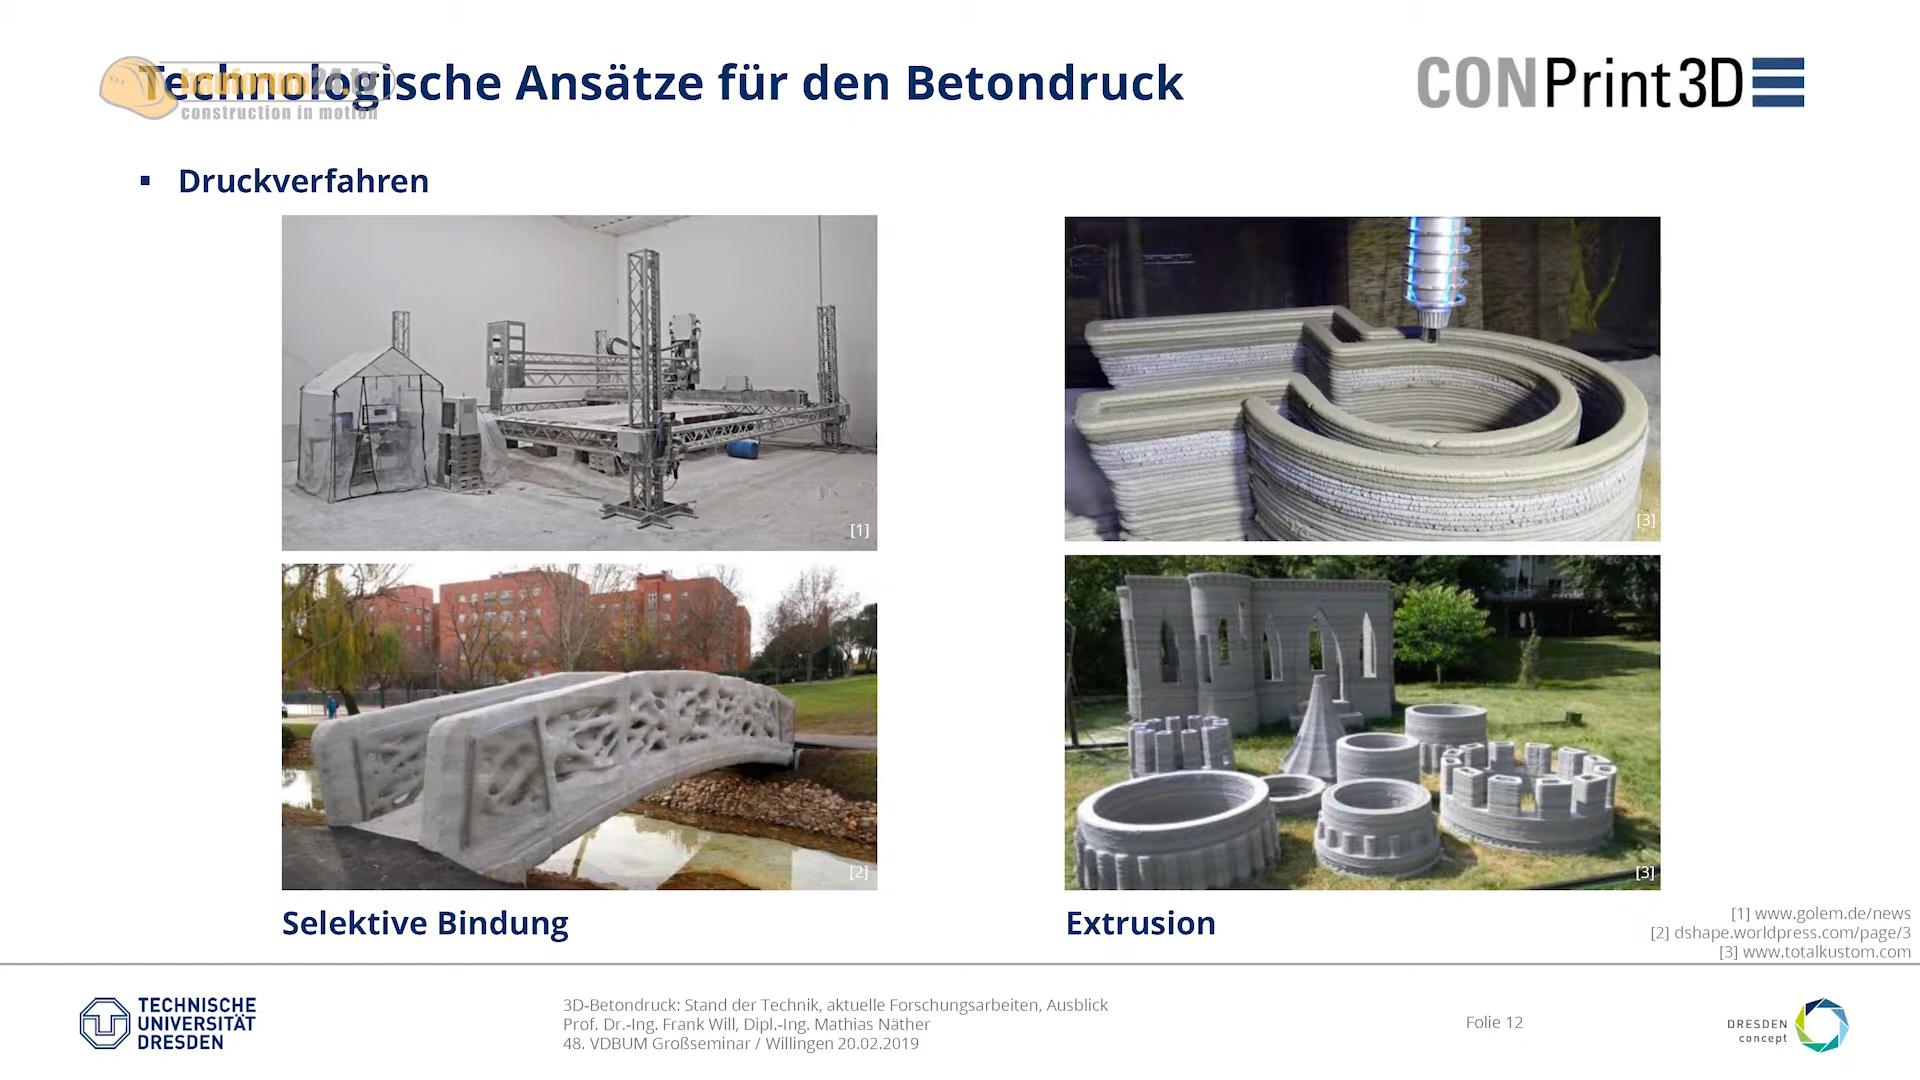 Technologische Ansätze für den Betondruck
bauforum24.tv
construction in motion
CONPrint3D
Druckverfahren
[1]
[3]
[2]
[3]
Selektive Bindung
Extrusion
[1] www.golem.de/news
[2] dshape.worldpress.com/page/3
[3] www.totalkustom.com
TECHNISCHE
UNIVERSITÄT
DRESDEN
3D-Betondruck: Stand der Technik, aktuelle Forschungsarbeiten, Ausblick
Prof. Dr.-Ing. Frank Will, Dipl.-Ing. Mathias Näther
48. VDBUM Großseminar / Willingen 20.02.2019
Folie 12
DRESDEN
concept